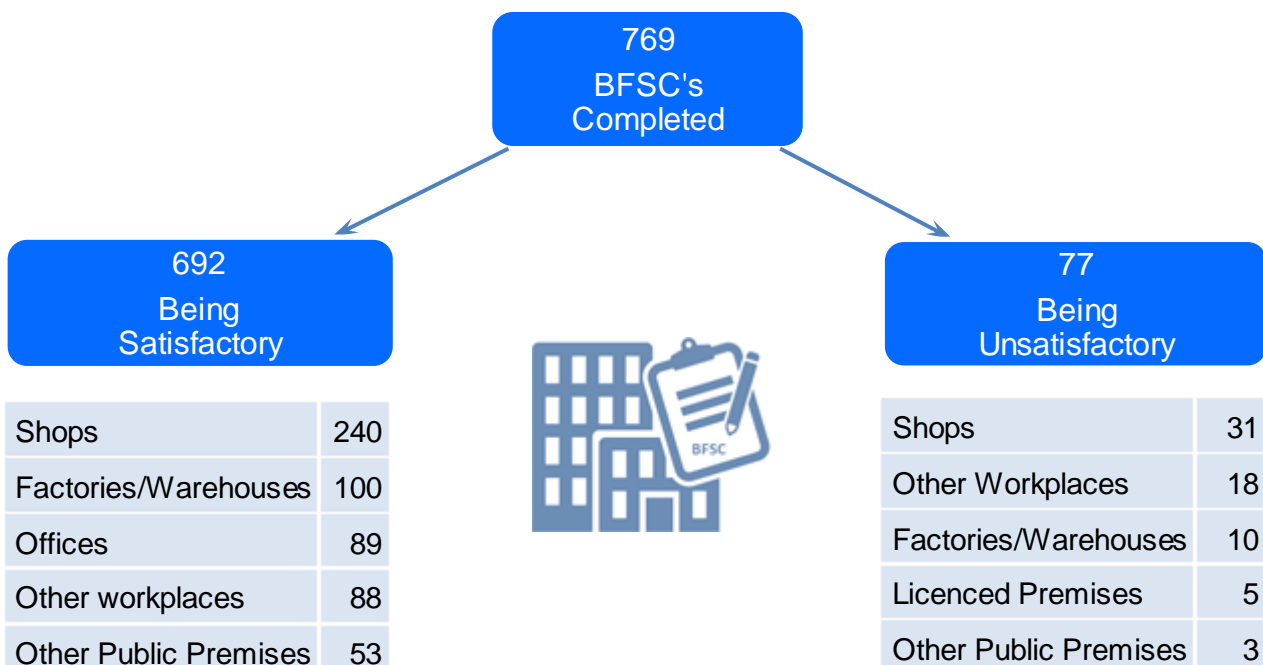 769
BFSC's
Completed
692
Being
Satisfactory
77
Being
Unsatisfactory
BFSC
Shops 240
Factories/Warehouses 100
Offices 89
Other workplaces 88
Other Public Premises 53
Shops 31
Other Workplaces 18
Factories/Warehouses 10
Licenced Premises 5
Other Public Premises 3